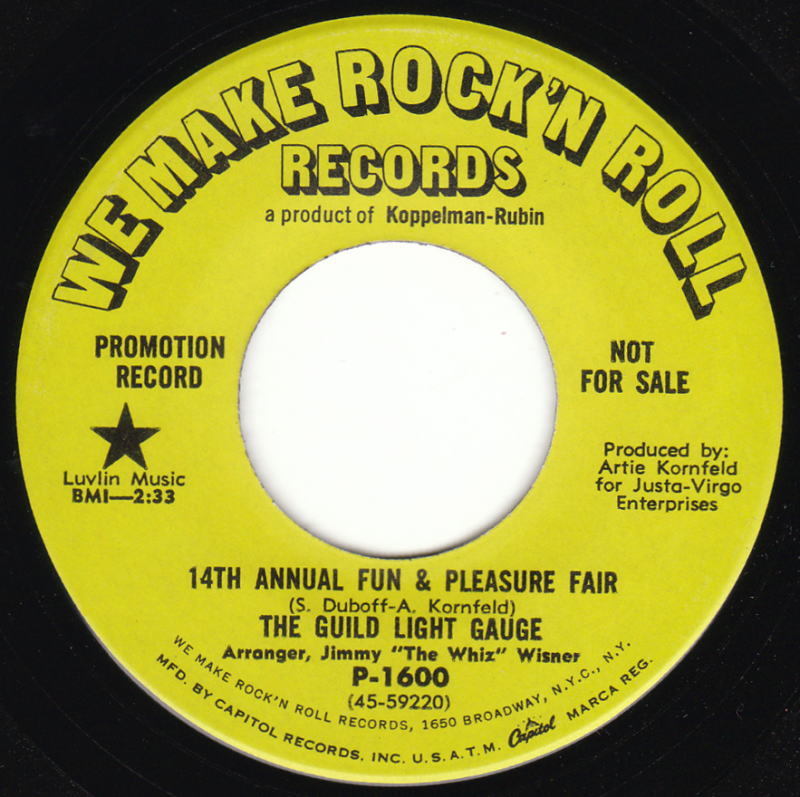 WE MAKE ROCK'N ROLL
RECORDS
a product of Koppelman-Rubin
PROMOTION
RECORD
NOT
FOR SALE
Luvlin Music
BMI—2:33
Produced by:
Artie Kornfeld
for Justa-Virgo
Enterprises
14TH ANNUAL FUN & PLEASURE FAIR
(S. Duboff-A. Kornfeld)
THE GUILD LIGHT GAUGE
Arranger, Jimmy "The Whiz" Wisner
P-1600
(45-59220)
WE MAKE ROCK'N ROLL RECORDS, 1650 BROADWAY, N.Y.C., N.Y.
MFD. BY CAPITOL RECORDS, INC. U.S.A. T.M. Capitol MARCA REG.